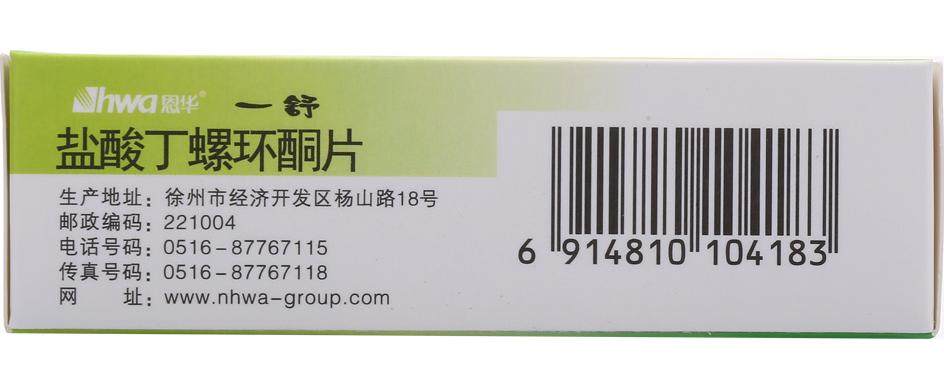 nhwa恩华® 一舒
盐酸丁螺环酮片
生产地址：徐州市经济开发区杨山路18号
邮政编码：221004
电话号码：0516-87767115
传真号码：0516-87767118
网 址：www.nhwa-group.com
6 914810 104183